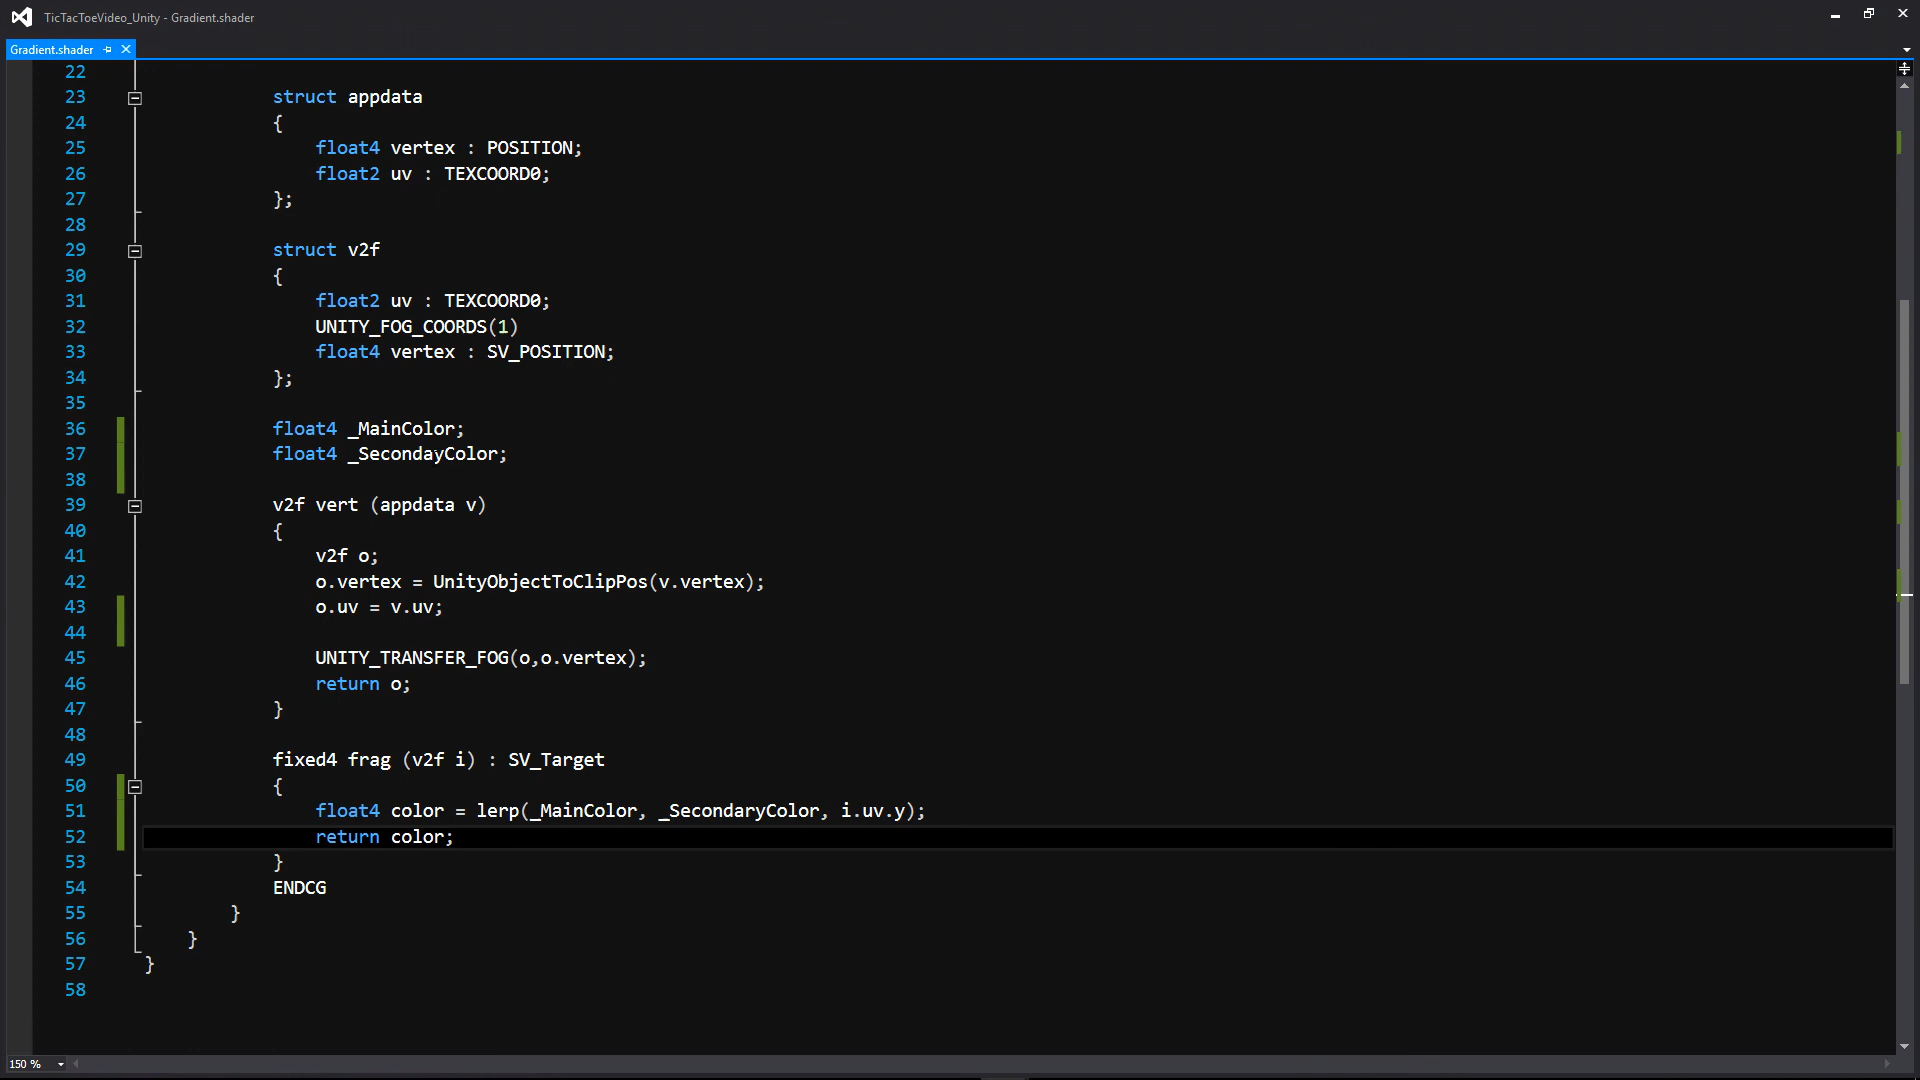 TicTacToeVideo_Unity - Gradient.shader
Gradient.shader
22
23 struct appdata
24 {
25 float4 vertex : POSITION;
26 float2 uv : TEXCOORD0;
27 };
28
29 struct v2f
30 {
31 float2 uv : TEXCOORD0;
32 UNITY_FOG_COORDS(1)
33 float4 vertex : SV_POSITION;
34 };
35
36 float4 _MainColor;
37 float4 _SecondayColor;
38
39 v2f vert (appdata v)
40 {
41 v2f o;
42 o.vertex = UnityObjectToClipPos(v.vertex);
43 o.uv = v.uv;
44
45 UNITY_TRANSFER_FOG(o,o.vertex);
46 return o;
47 }
48
49 fixed4 frag (v2f i) : SV_Target
50 {
51 float4 color = lerp(_MainColor, _SecondaryColor, i.uv.y);
52 return color;
53 }
54 ENDCG
55 }
56 }
57 }
58
150 %